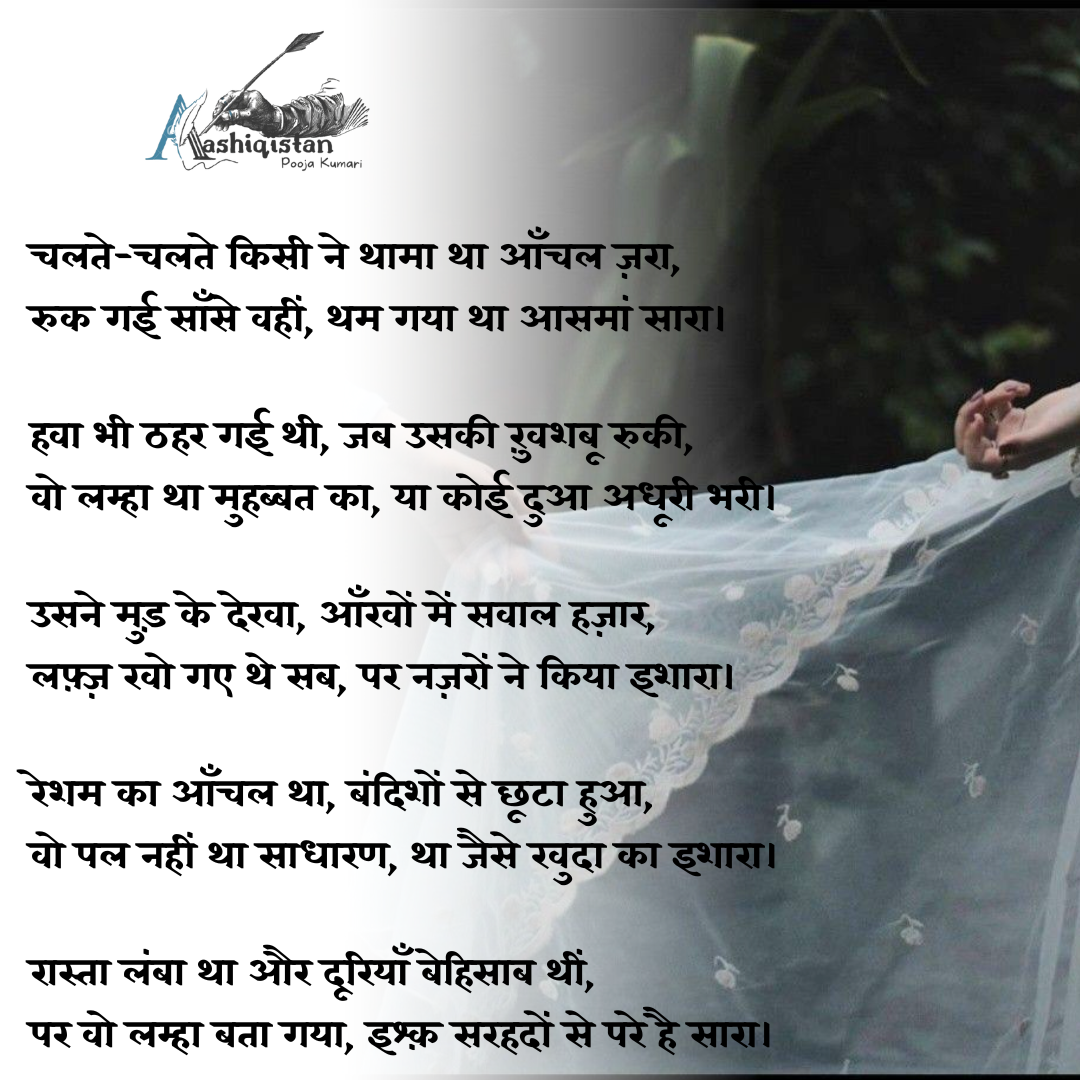 Aashiqistan
Pooja Kumari
चलते-चलते किसी ने थामा था आँचल ज़रा,
रुक गई साँसे वहीं, थम गया था आसमां सारा।
हवा भी ठहर गई थी, जब उसकी ख़ुशबू रुकी,
वो लम्हा था मुहब्बत का, या कोई दुआ अधूरी भरी।
उसने मुड़ के देखा, आँखों में सवाल हज़ार,
लफ़्ज़ खो गए थे सब, पर नज़रों ने किया इशारा।
रेशम का आँचल था, बंदिशों से छूटा हुआ,
वो पल नहीं था साधारण, था जैसे खुदा का इशारा।
रास्ता लंबा था और दूरियाँ बेहिसाब थीं,
पर वो लम्हा बता गया, इश्क़ सरहदों से परे है सारा।